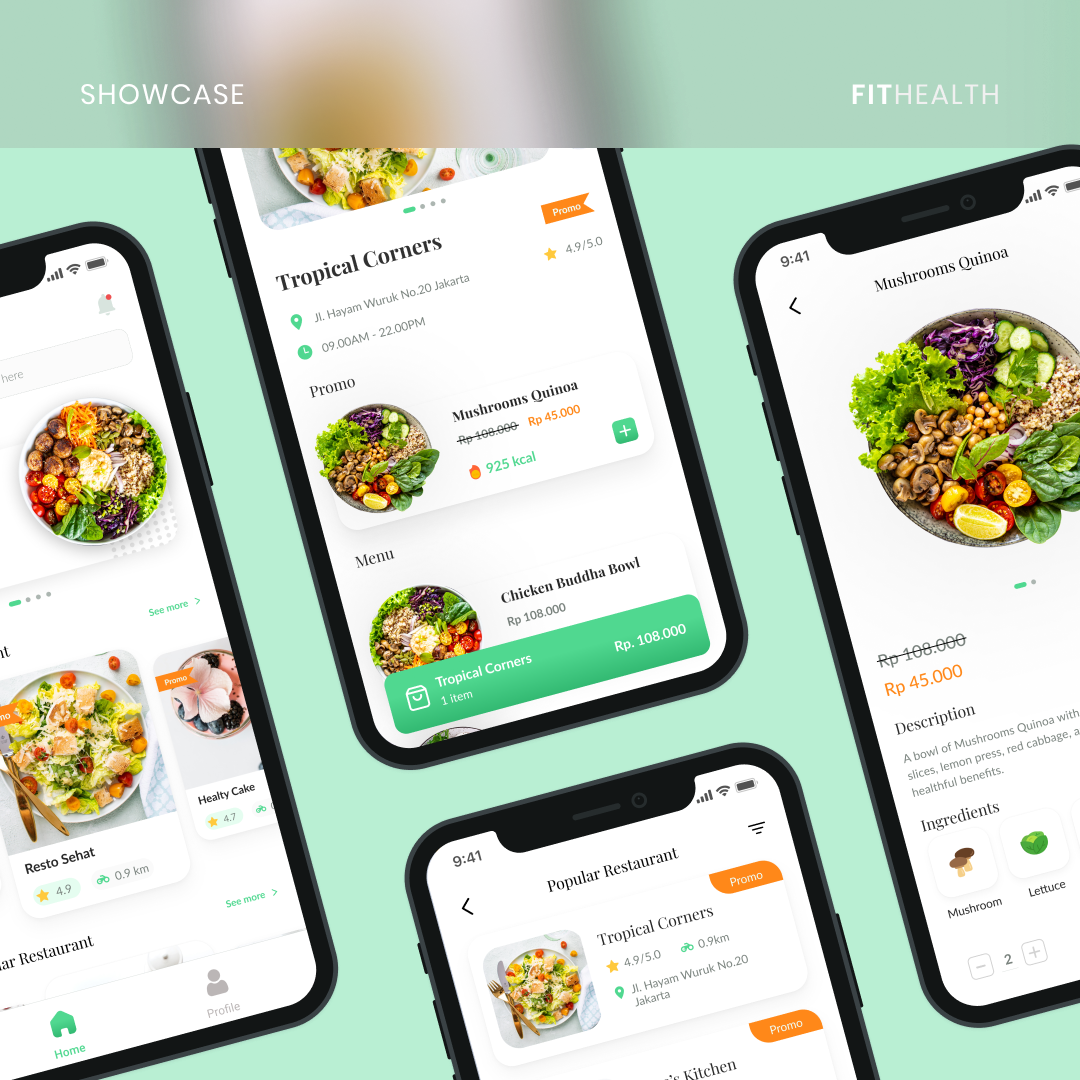 SHOWCASE
FITHEALTH
here
See more >
Promo
Healty Cake
4.7
Resto Sehat
4.9
0.9 km
See more >
Restaurant
Home
Profile
Promo
Tropical Corners
4.9/5.0
Jl. Hayam Wuruk No.20 Jakarta
09.00AM - 22.00PM
Promo
Mushrooms Quinoa
Rp 108.000 Rp 45.000
925 kcal
Menu
Chicken Buddha Bowl
Rp 108.000
Tropical Corners
1 item
Rp. 108.000
9:41
Popular Restaurant
Promo
Tropical Corners
4.9/5.0 0.9km
Jl. Hayam Wuruk No.20
Jakarta
Promo
Kitchen
9:41
Mushrooms Quinoa
Rp 108.000
Rp 45.000
Description
A bowl of Mushrooms Quinoa with
slices, lemon press, red cabbage,
healthful benefits.
Ingredients
Mushroom
Lettuce
2